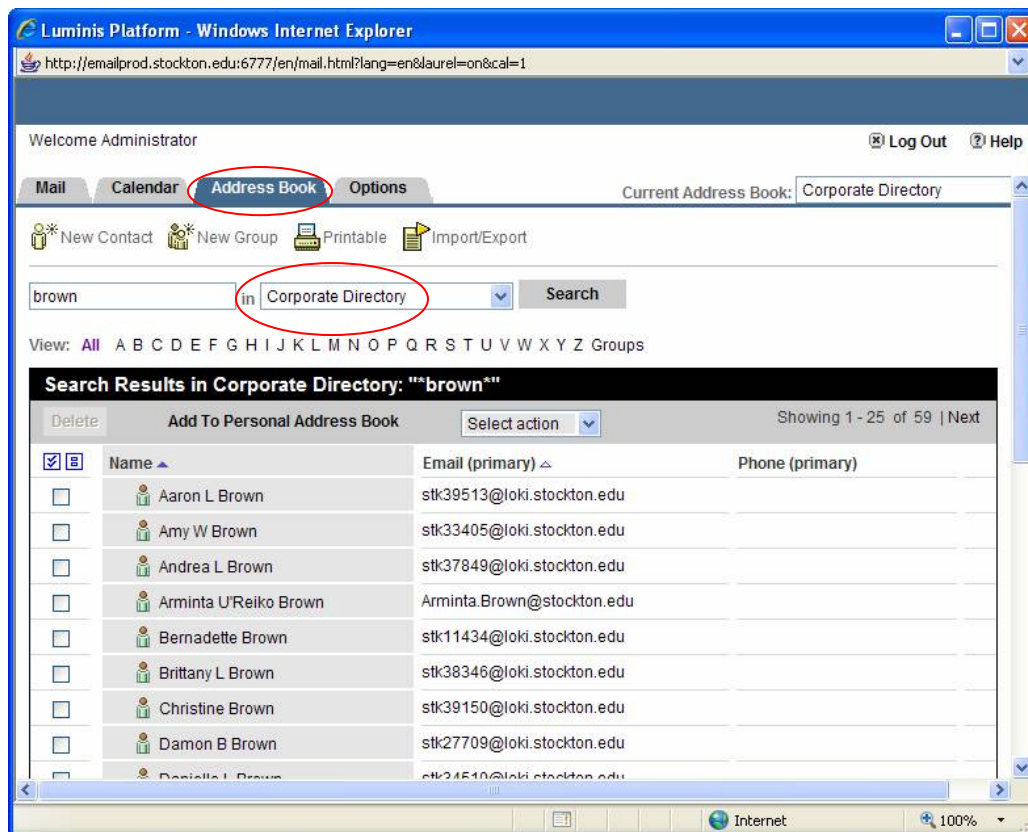 Luminis Platform - Windows Internet Explorer
http://emailprod.stockton.edu:6777/en/mail.html?lang=en&laurel=on&cal=1
Welcome Administrator Log Out Help
Mail Calendar Address Book Options Current Address Book: Corporate Directory
New Contact New Group Printable Import/Export
brown in Corporate Directory Search
View: All A B C D E F G H I J K L M N O P Q R S T U V W X Y Z Groups
Search Results in Corporate Directory: "*brown*"
Delete Add To Personal Address Book Select action Showing 1 - 25 of 59 | Next
Name Email (primary) Phone (primary)
Aaron L Brown stk39513@loki.stockton.edu
Amy W Brown stk33405@loki.stockton.edu
Andrea L Brown stk37849@loki.stockton.edu
Arminta U'Reiko Brown Arminta.Brown@stockton.edu
Bernadette Brown stk11434@loki.stockton.edu
Brittany L Brown stk38346@loki.stockton.edu
Christine Brown stk39150@loki.stockton.edu
Damon B Brown stk27709@loki.stockton.edu
Danielle L Brown
Internet 100%